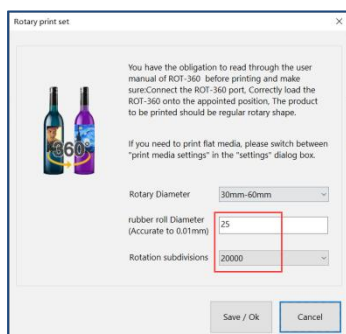 Rotary print set
You have the obligation to read through the user
manual of ROT-360 before printing and make
sure:Connect the ROT-360 port, Correctly load the
ROT-360 onto the appointed position, The product
to be printed should be regular rotary shape.
If you need to print flat media, please switch between
"print media settings" in the "settings" dialog box.
360°
Rotary Diameter
30mm-60mm
rubber roll Diameter
(Accurate to 0.01mm)
25
Rotation subdivisions
20000
Save / Ok
Cancel